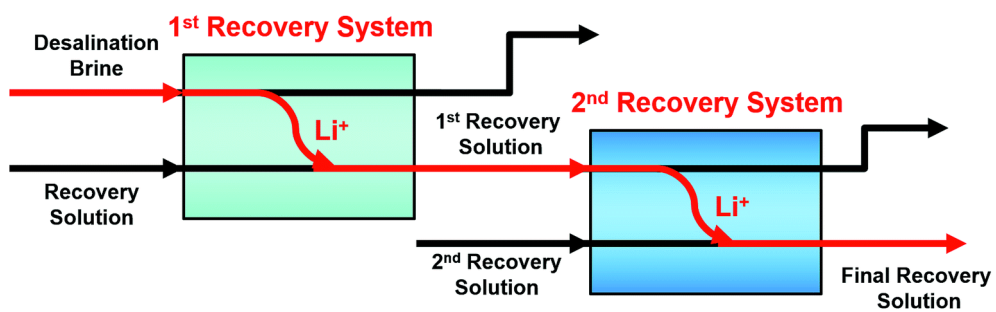 1st Recovery System
Desalination
Brine
Li+
Recovery
Solution
1st Recovery
Solution
2nd Recovery System
Li+
2nd Recovery
Solution
Final Recovery
Solution